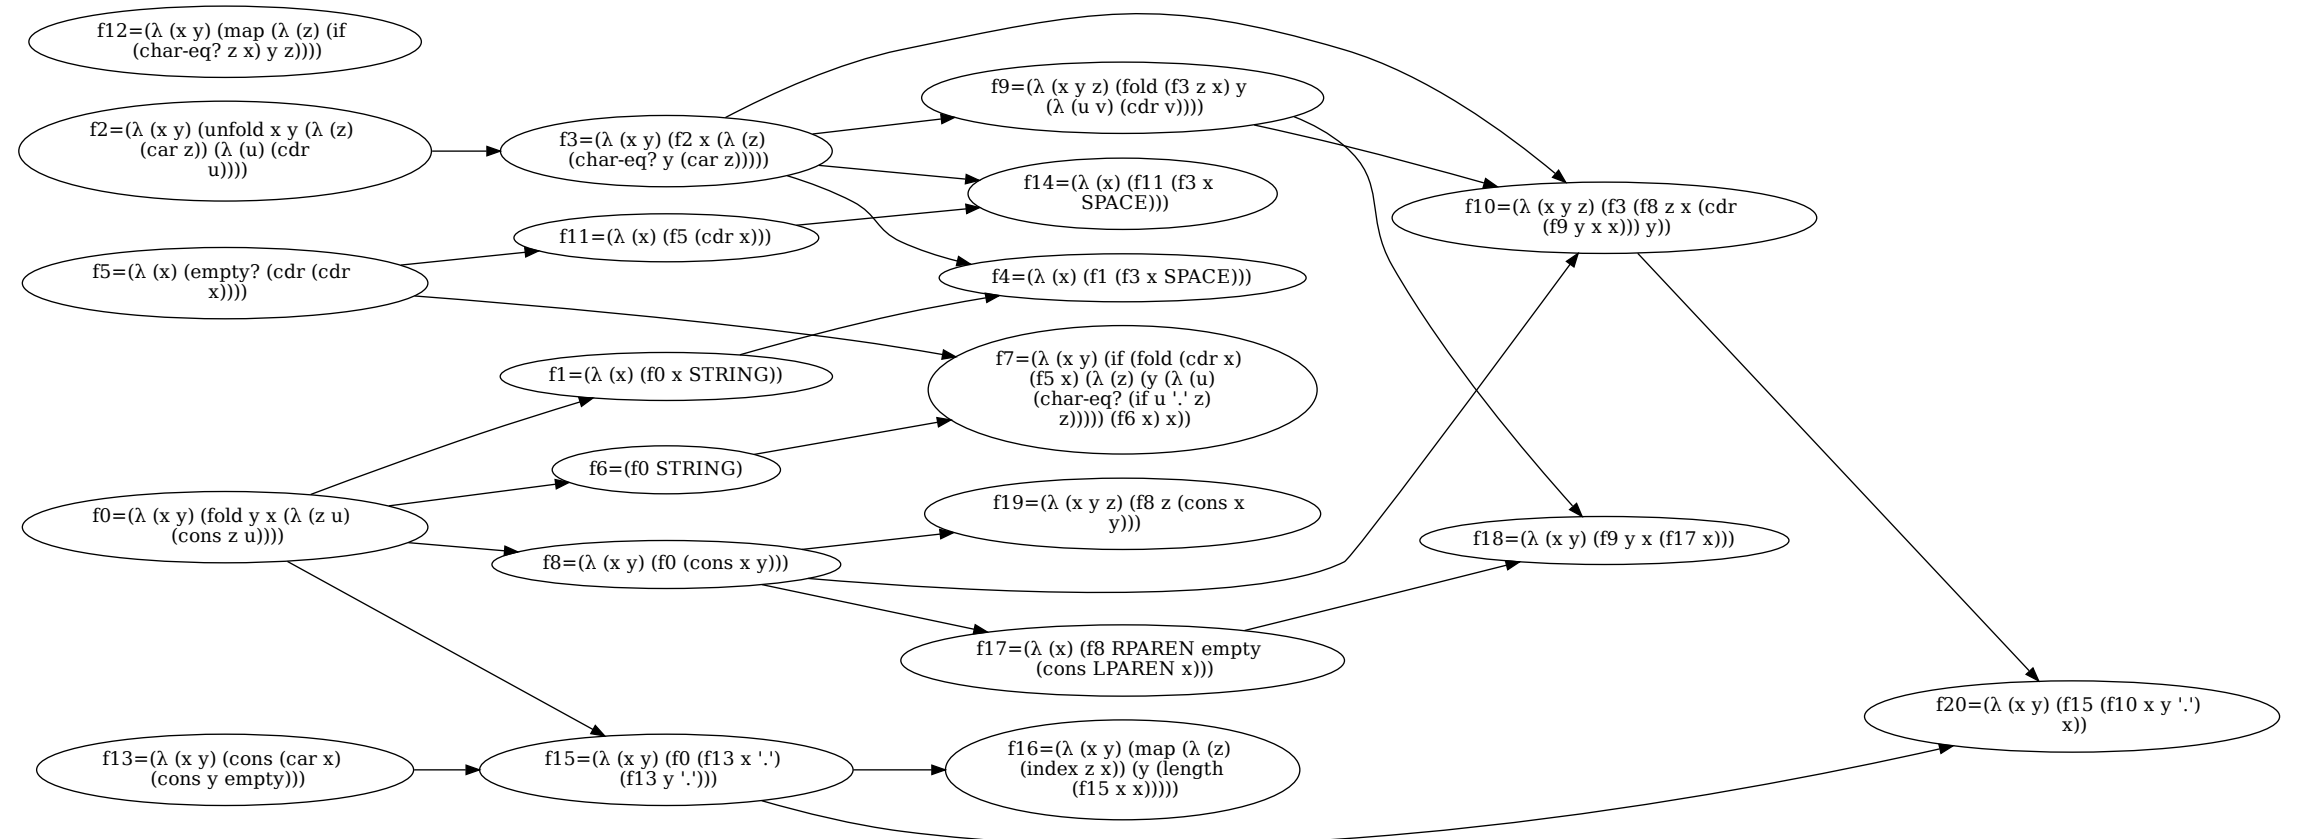 f12=(λ (x y) (map (λ (z) (if
(char-eq? z x) y z))))
f2=(λ (x y) (unfold x y (λ (z)
(car z)) (λ (u) (cdr
u))))
f5=(λ (x) (empty? (cdr (cdr
x))))
f0=(λ (x y) (fold y x (λ (z u)
(cons z u))))
f13=(λ (x y) (cons (car x)
(cons y empty)))
f3=(λ (x y) (f2 x (λ (z)
(char-eq? y (car z)))))
f11=(λ (x) (f5 (cdr x)))
f1=(λ (x) (f0 x STRING))
f6=(f0 STRING)
f8=(λ (x y) (f0 (cons x y)))
f15=(λ (x y) (f0 (f13 x '.')
(f13 y '.')))
f9=(λ (x y z) (fold (f3 z x) y
(λ (u v) (cdr v))))
f14=(λ (x) (f11 (f3 x
SPACE)))
f4=(λ (x) (f1 (f3 x SPACE)))
f7=(λ (x y) (if (fold (cdr x)
(f5 x) (λ (z) (y (λ (u)
(char-eq? (if u '.' z)
z))))) (f6 x) x))
f19=(λ (x y z) (f8 z (cons x
y)))
f17=(λ (x) (f8 RPAREN empty
(cons LPAREN x)))
f16=(λ (x y) (map (λ (z)
(index z x)) (y (length
(f15 x x)))))
f10=(λ (x y z) (f3 (f8 z x (cdr
(f9 y x x))) y))
f18=(λ (x y) (f9 y x (f17 x)))
f20=(λ (x y) (f15 (f10 x y '.')
x))